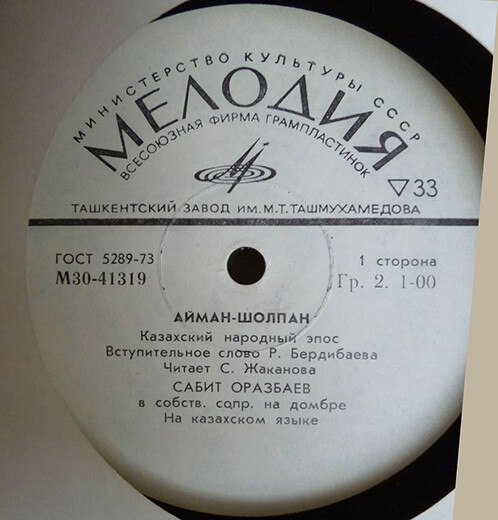 МИНИСТЕРСТВО КУЛЬТУРЫ СССР
МЕЛОДИЯ
ВСЕСОЮЗНАЯ ФИРМА ГРАМПЛАСТИНОК
▽33
ТАШКЕНТСКИЙ ЗАВОД ИМ. М.Т. ТАШМУХАМЕДОВА
ГОСТ 5289-73
М30-41319
1 сторона
Гр. 2. 1-00
АЙМАН-ШОЛПАН
Казахский народный эпос
Вступительное слово Р. Бердибаева
Читает С. Жаканова
САБИТ ОРАЗБАЕВ
в собств. сопр. на домбре
На казахском языке